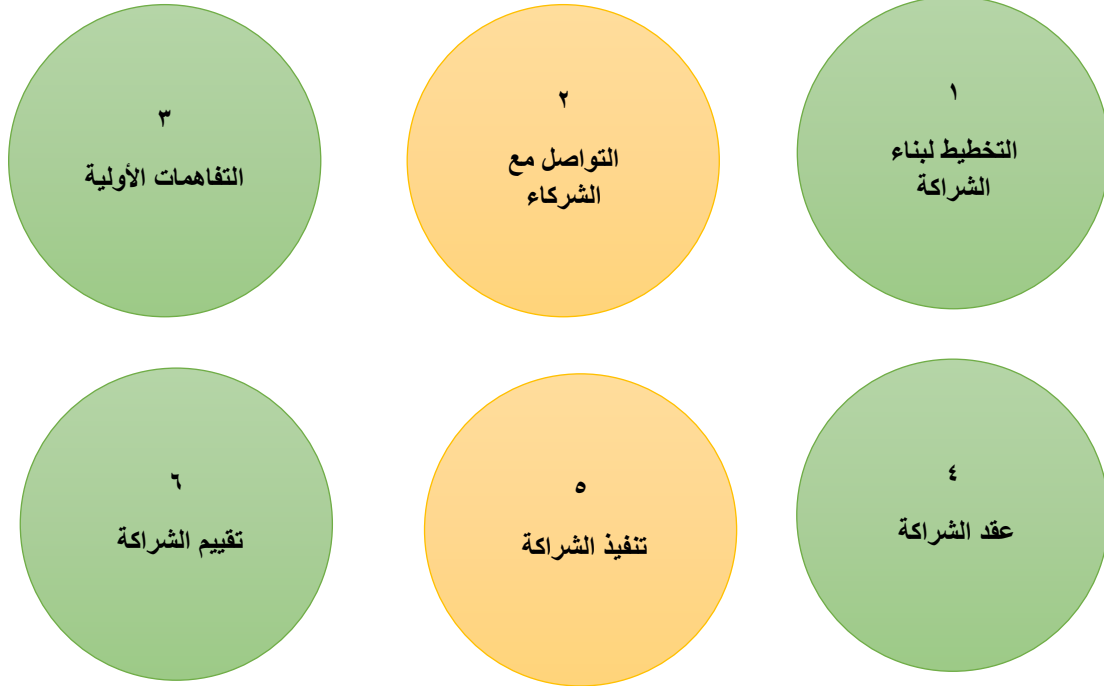 ١
التخطيط لبناء
الشراكة
٢
التواصل مع
الشركاء
٣
التفاهمات الأولية
٤
عقد الشراكة
٥
تنفيذ الشراكة
٦
تقييم الشراكة